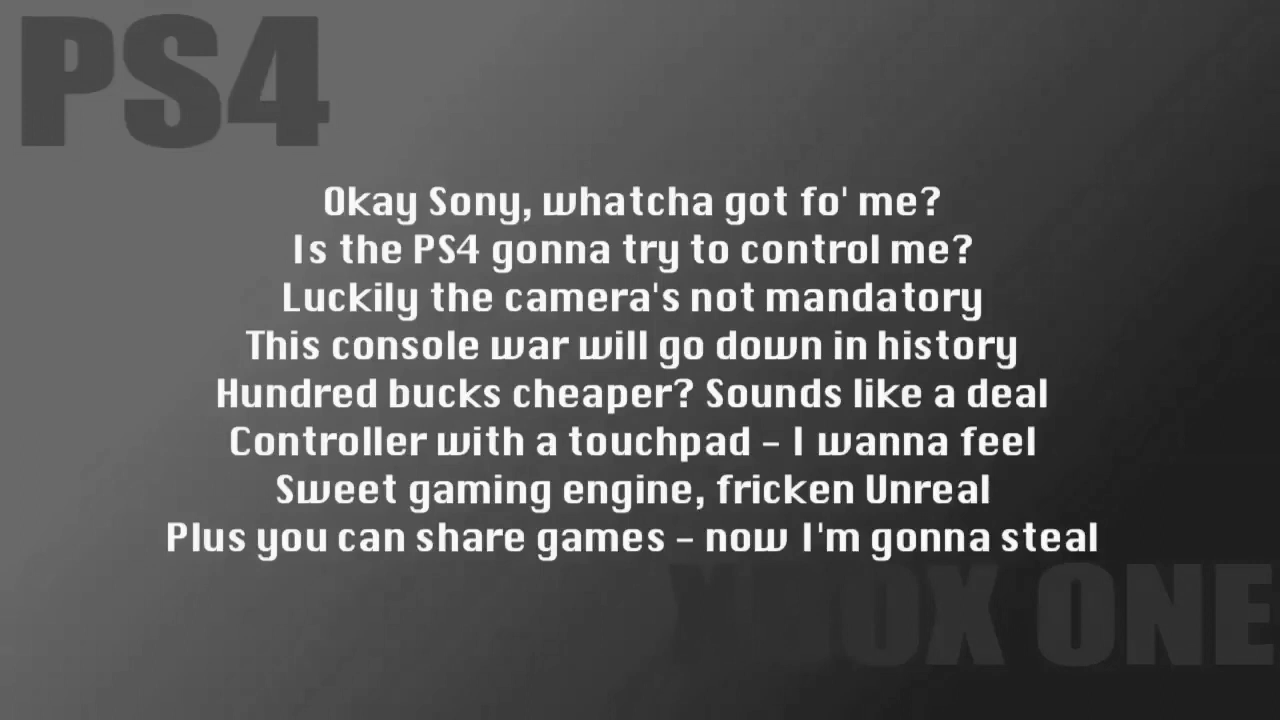 PS4
Okay Sony, whatcha got fo' me?
Is the PS4 gonna try to control me?
Luckily the camera's not mandatory
This console war will go down in history
Hundred bucks cheaper? Sounds like a deal
Controller with a touchpad - I wanna feel
Sweet gaming engine, fricken Unreal
Plus you can share games - now I'm gonna steal
XBOX ONE